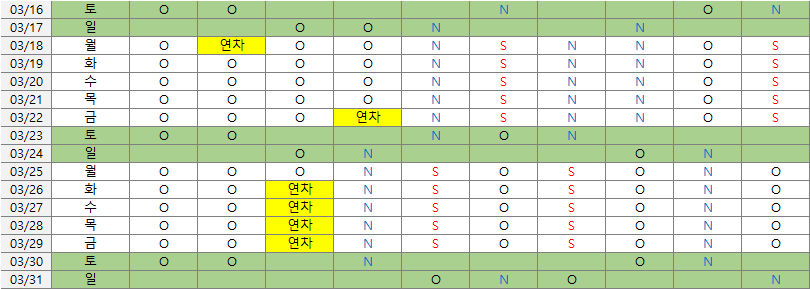 03/16 토 O O N O N
03/17 일 O O N N
03/18 월 O 연차 O O N S N N O S
03/19 화 O O O O N S N N O S
03/20 수 O O O O N S N N O S
03/21 목 O O O O N S N N O S
03/22 금 O O O 연차 N S N N O S
03/23 토 O O N O N
03/24 일 O N O N
03/25 월 O O O N S O S O N O
03/26 화 O O 연차 N S O S O N O
03/27 수 O O 연차 N S O S O N O
03/28 목 O O 연차 N S O S O N O
03/29 금 O O 연차 N S O S O N O
03/30 토 O O N O N
03/31 일 O N O N